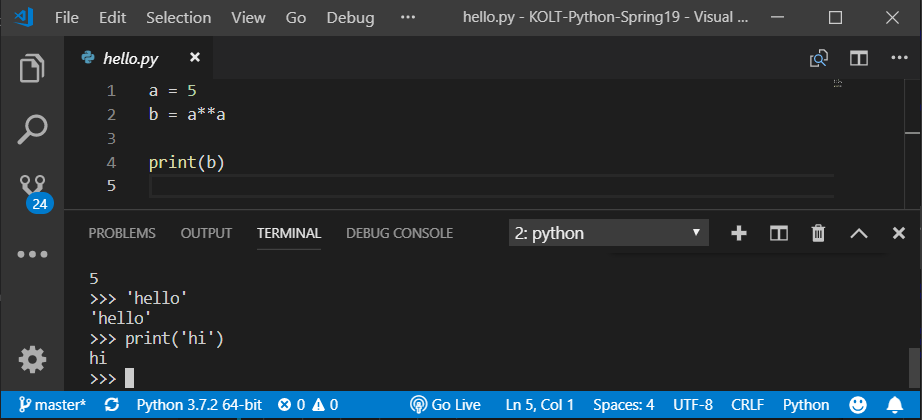 File Edit Selection View Go Debug ··· hello.py - KOLT-Python-Spring19 - Visual ...
hello.py
1 a = 5
2 b = a**a
3
4 print(b)
5
24
PROBLEMS OUTPUT TERMINAL DEBUG CONSOLE 2: python
5
>>> 'hello'
'hello'
>>> print('hi')
hi
>>>
master* Python 3.7.2 64-bit 0 0 Go Live Ln 5, Col 1 Spaces: 4 UTF-8 CRLF Python